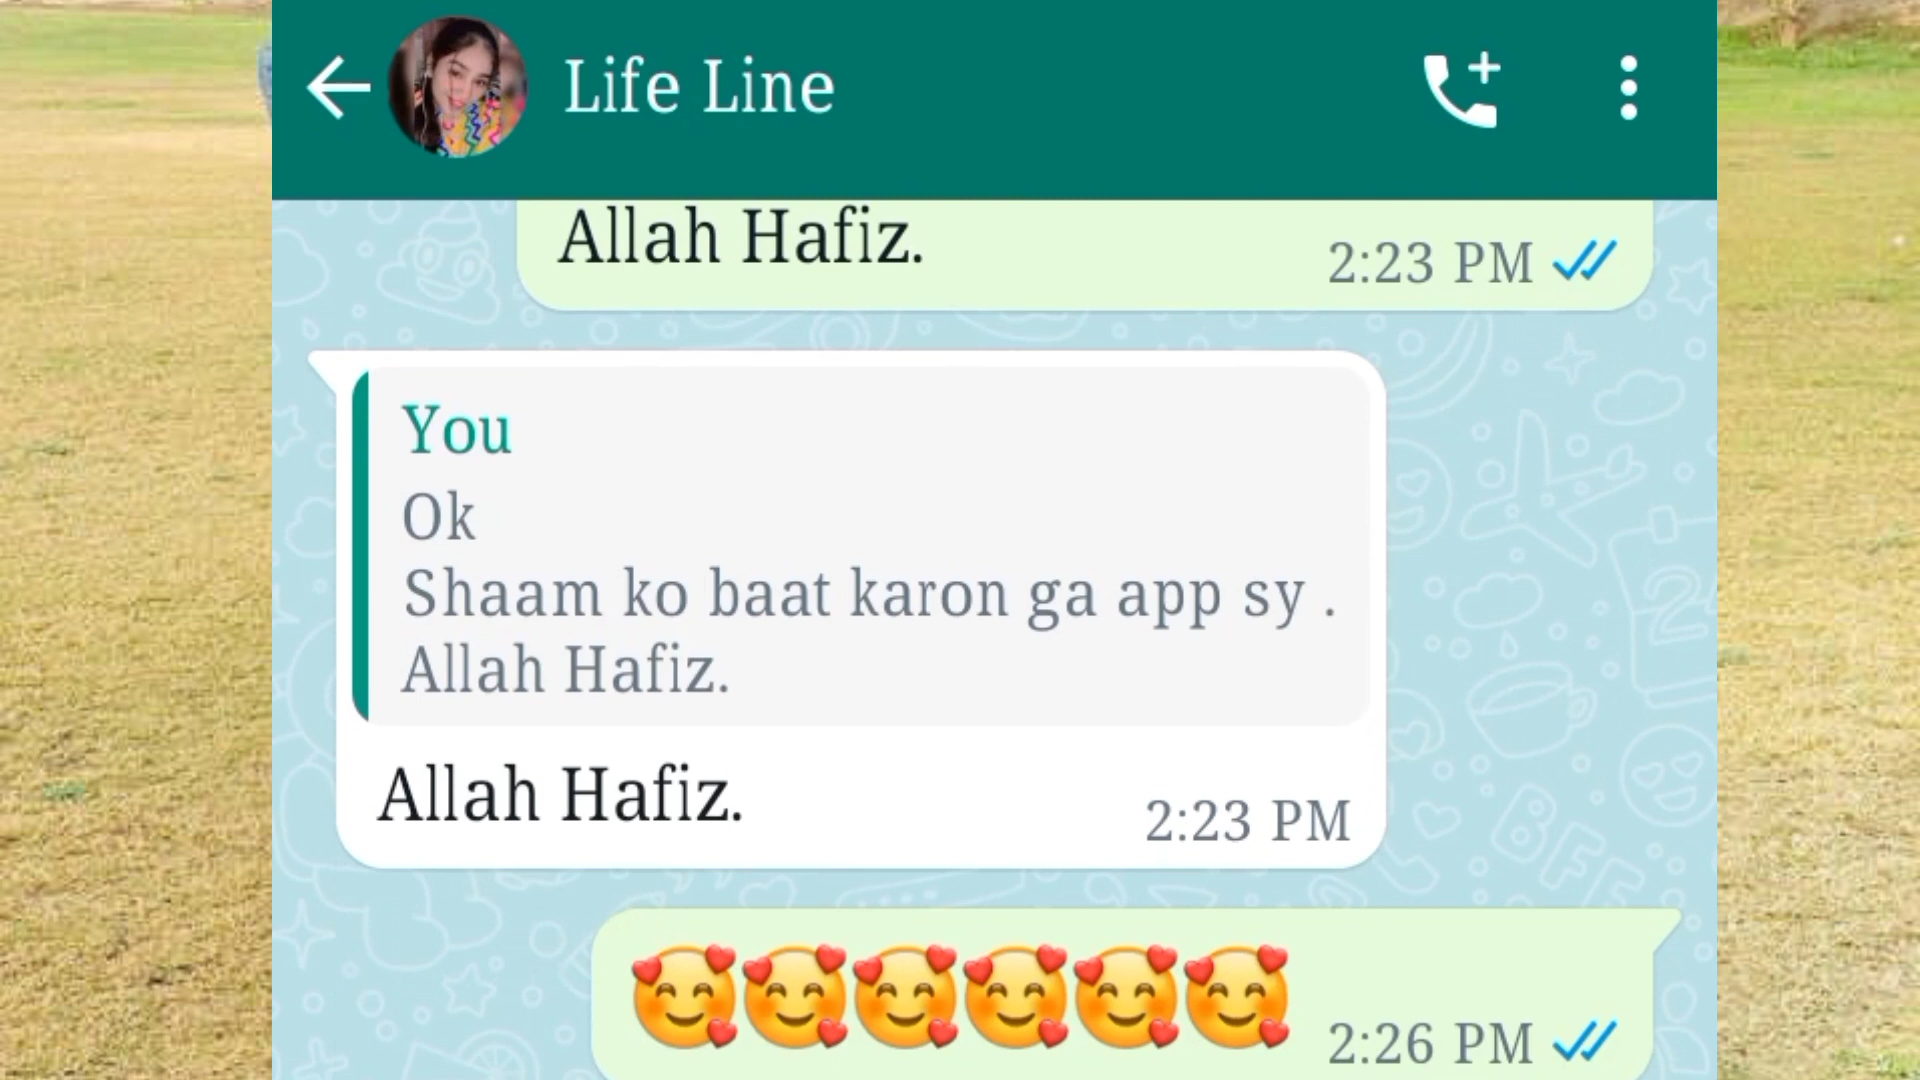 Life Line
Allah Hafiz.
2:23 PM
You
Ok
Shaam ko baat karon ga app sy .
Allah Hafiz.
Allah Hafiz.
2:23 PM
🥰🥰🥰🥰🥰🥰
2:26 PM